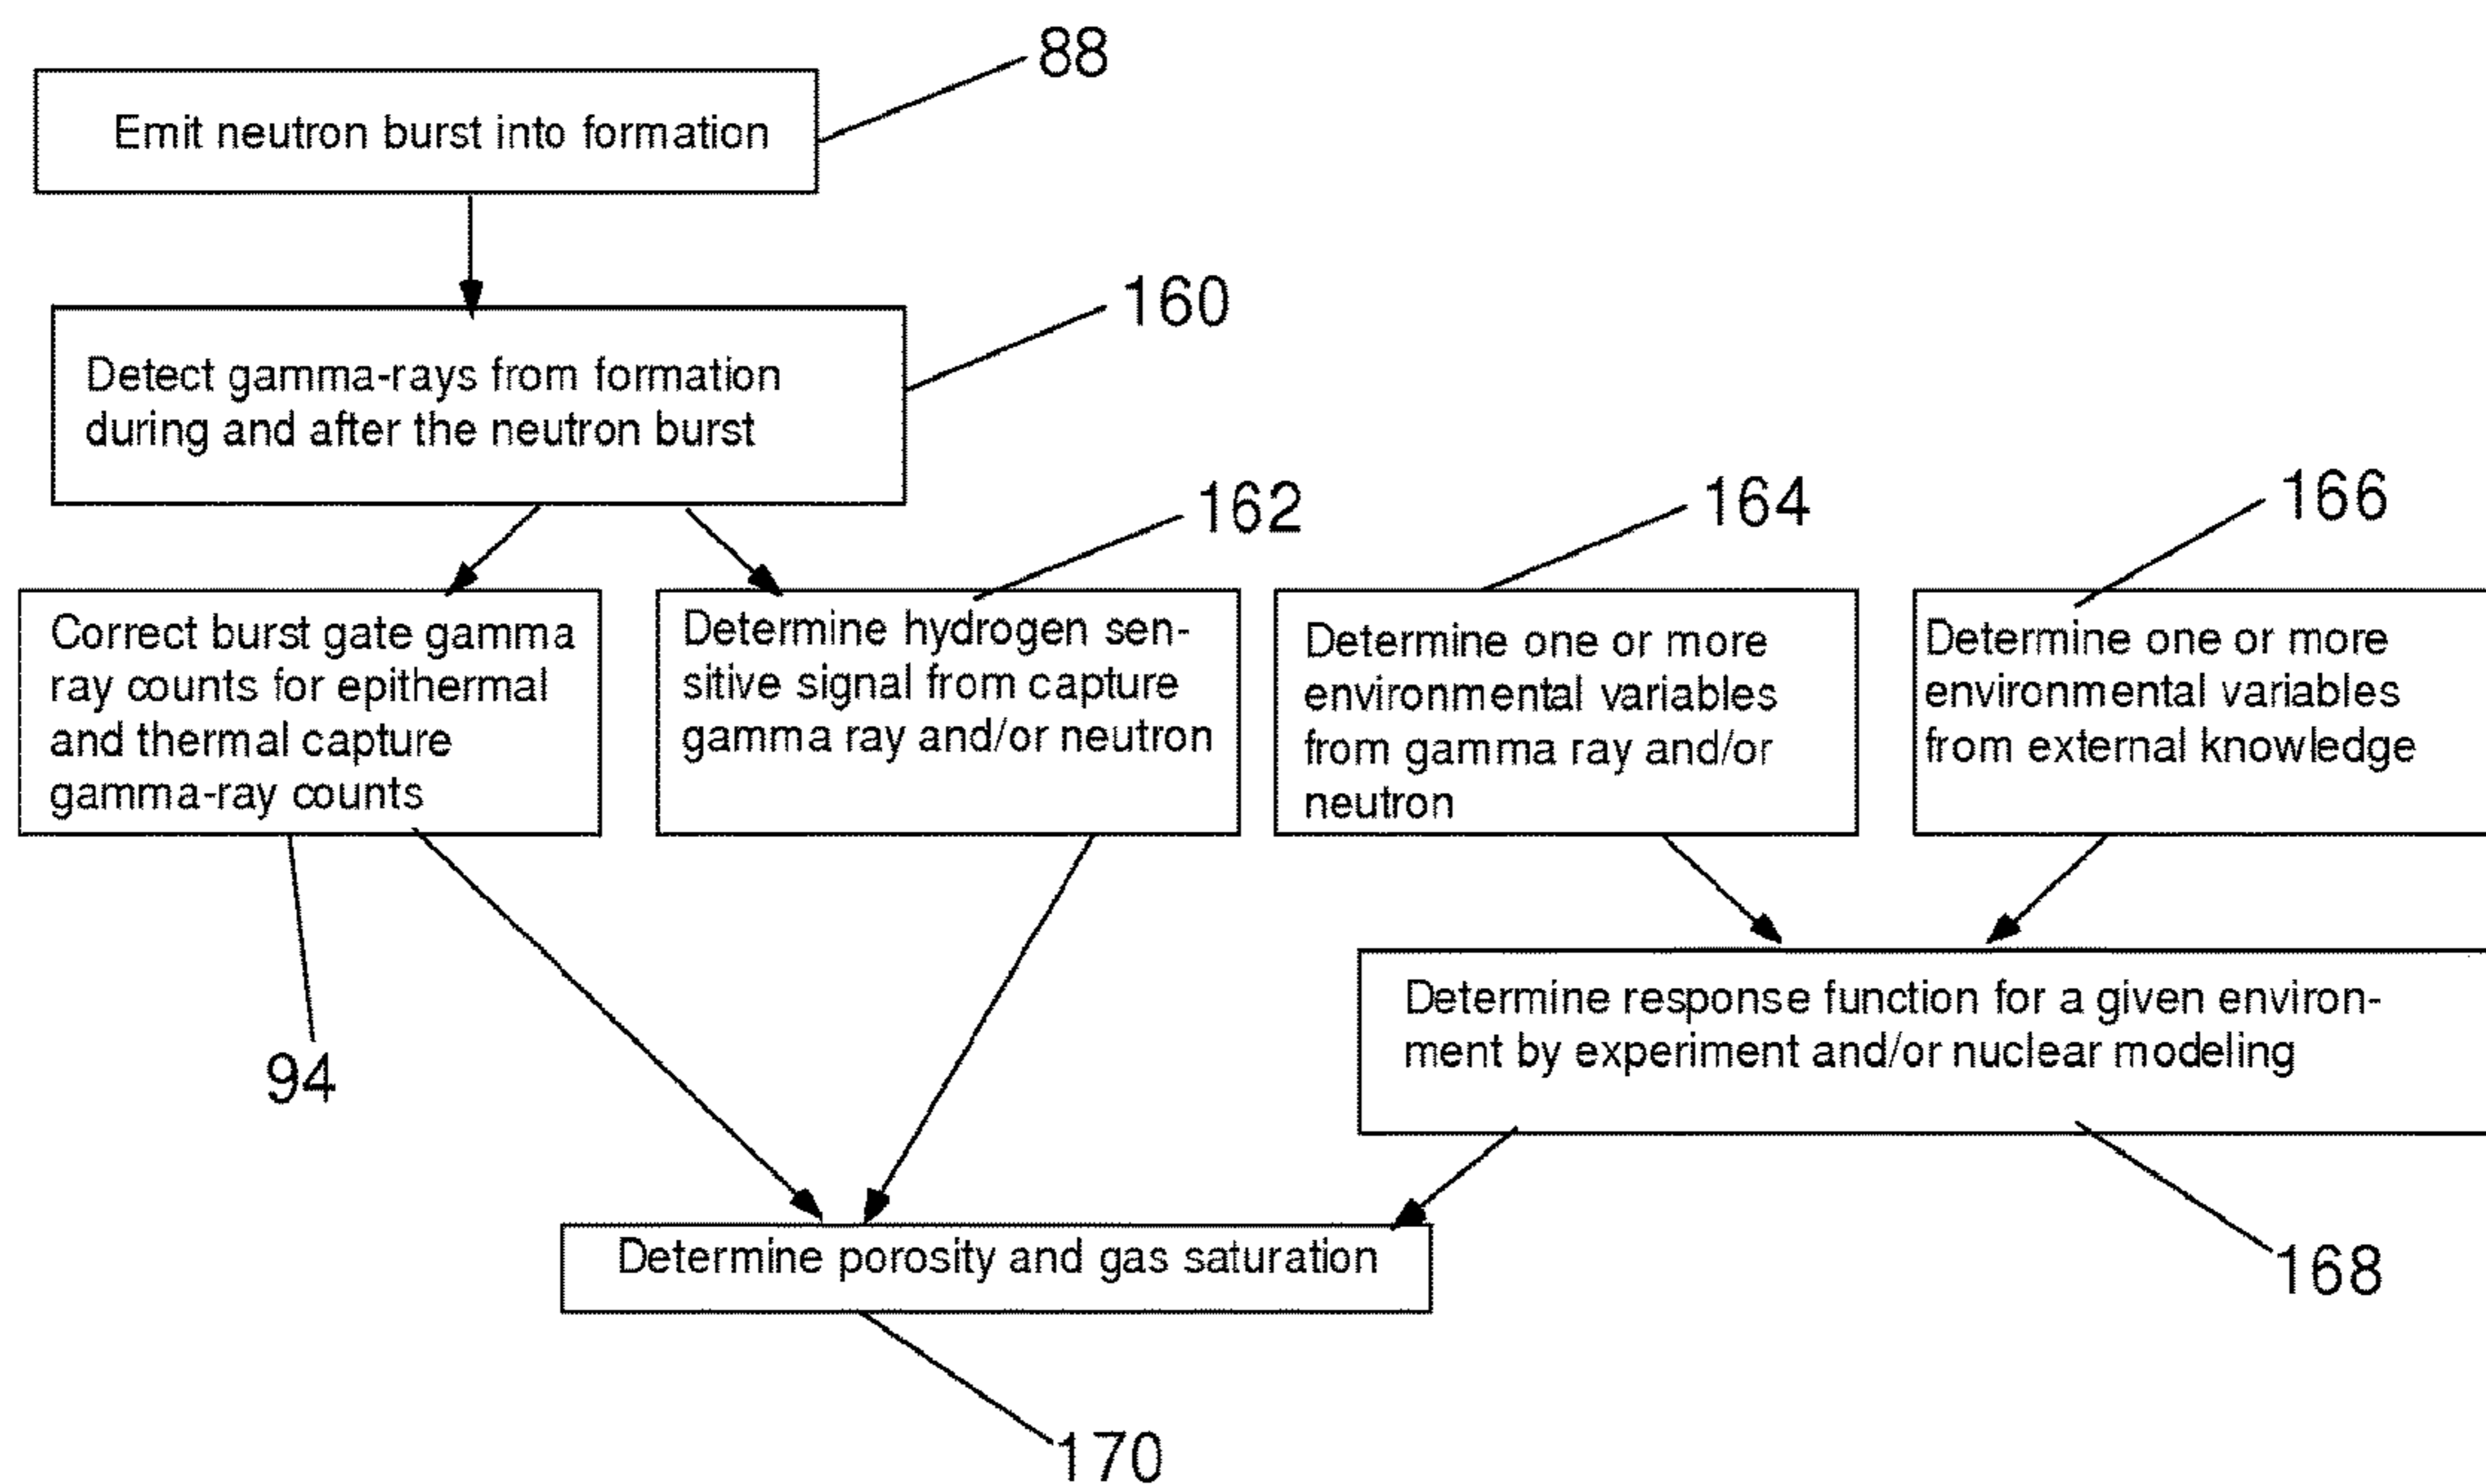 88
Emit neutron burst into formation
160
Detect gamma-rays from formation
during and after the neutron burst
162
164
166
Correct burst gate gamma
ray counts for epithermal
and thermal capture
gamma-ray counts
Determine hydrogen sen-
sitive signal from capture
gamma ray and/or neutron
Determine one or more
environmental variables
from gamma ray and/or
neutron
Determine one or more
environmental variables
from external knowledge
94
Determine response function for a given environ-
ment by experiment and/or nuclear modeling
168
Determine porosity and gas saturation
170